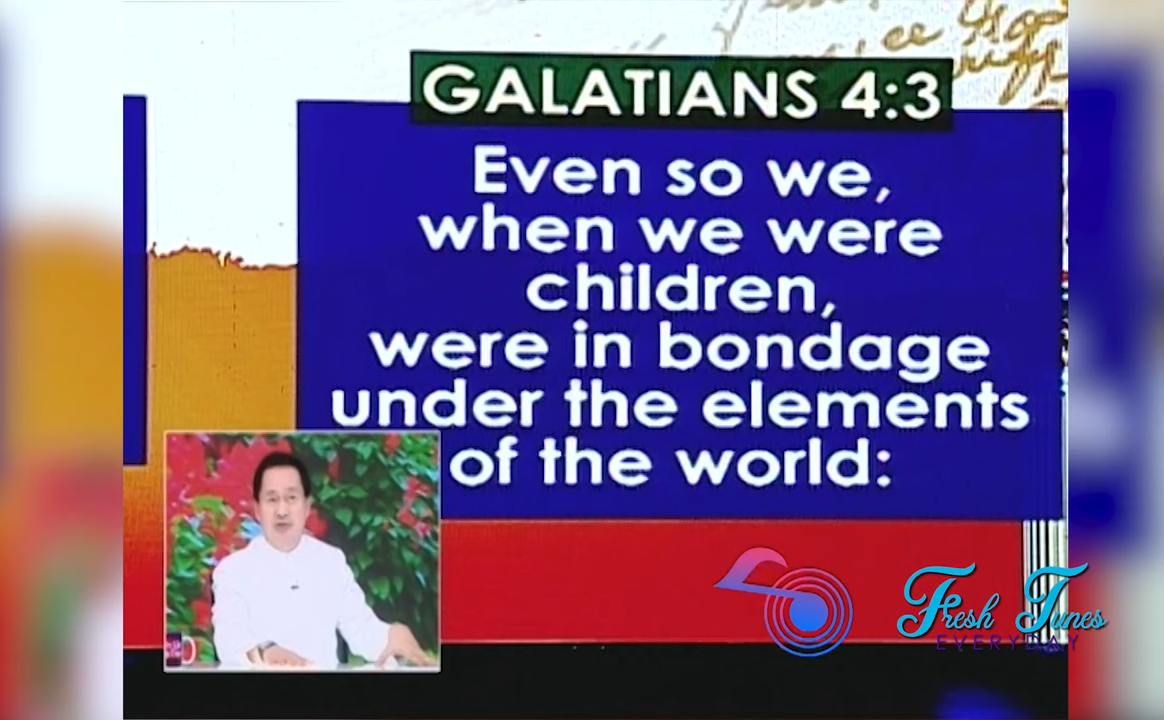 GALATIANS 4:3
Even so we,
when we were
children,
were in bondage
under the elements
of the world:
Fresh Tunes
EVERYDAY